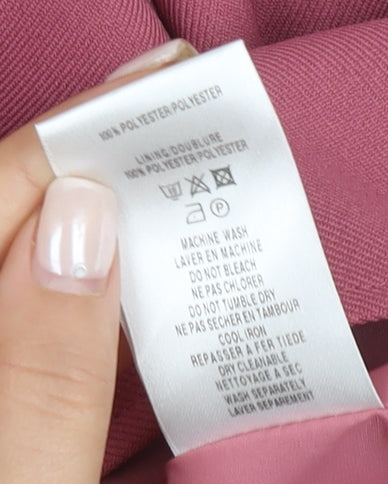 100% POLYESTER/POLYESTER
LINING/DOUBLURE
100% POLYESTER/POLYESTER
P
MACHINE WASH
LAVER EN MACHINE
DO NOT BLEACH
NE PAS CHLORER
DO NOT TUMBLE DRY
NE PAS SECHER EN TAMBOUR
COOL IRON
REPASSER A FER TIEDE
DRY CLEANABLE
NETTOYAGE A SEC
WASH SEPARATELY
LAVER SEPAREMENT